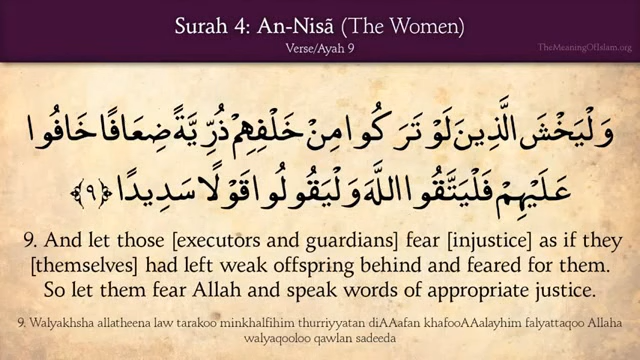 Surah 4: An-Nisã (The Women)
Verse/Ayah 9
TheMeaningOfIslam.org
وَلْيَخْشَ الَّذِينَ لَوْ تَرَكُوا مِنْ خَلْفِهِمْ ذُرِّيَّةً ضِعَافًا خَافُوا
عَلَيْهِمْ فَلْيَتَّقُوا اللَّهَ وَلْيَقُولُوا قَوْلًا سَدِيدًا ﴿٩﴾
9. And let those [executors and guardians] fear [injustice] as if they
[themselves] had left weak offspring behind and feared for them.
So let them fear Allah and speak words of appropriate justice.
9. Walyakhsha allatheena law tarakoo minkhalfihim thurriyyatan diAAafan khafooAAalayhim falyattaqoo Allaha
walyaqooloo qawlan sadeeda